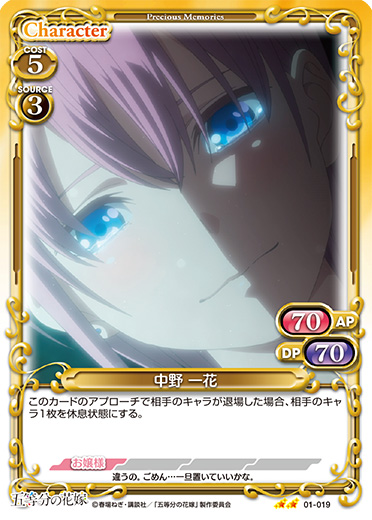 Precious Memories
Character
COST
5
SOURCE
3
70 AP
DP 70
中野 一花
このカードのアプローチで相手のキャラが退場した場合、相手のキャ
ラ1枚を休息状態にする。
お嬢様
違うの。ごめん…一旦置いていいかな。
五等分の花嫁
01-019
©春場ねぎ・講談社/「五等分の花嫁」製作委員会